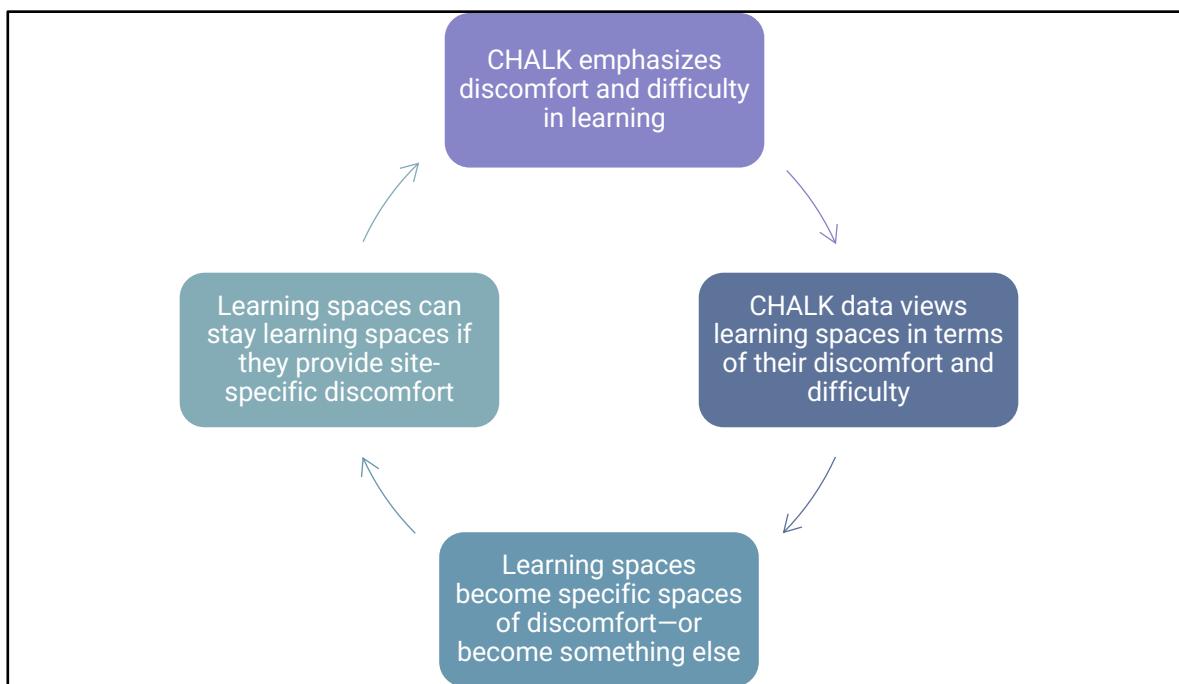 CHALK emphasizes
discomfort and difficulty
in learning
CHALK data views
learning spaces in terms
of their discomfort and
difficulty
Learning spaces
become specific spaces
of discomfort—or
become something else
Learning spaces can
stay learning spaces if
they provide site-
specific discomfort